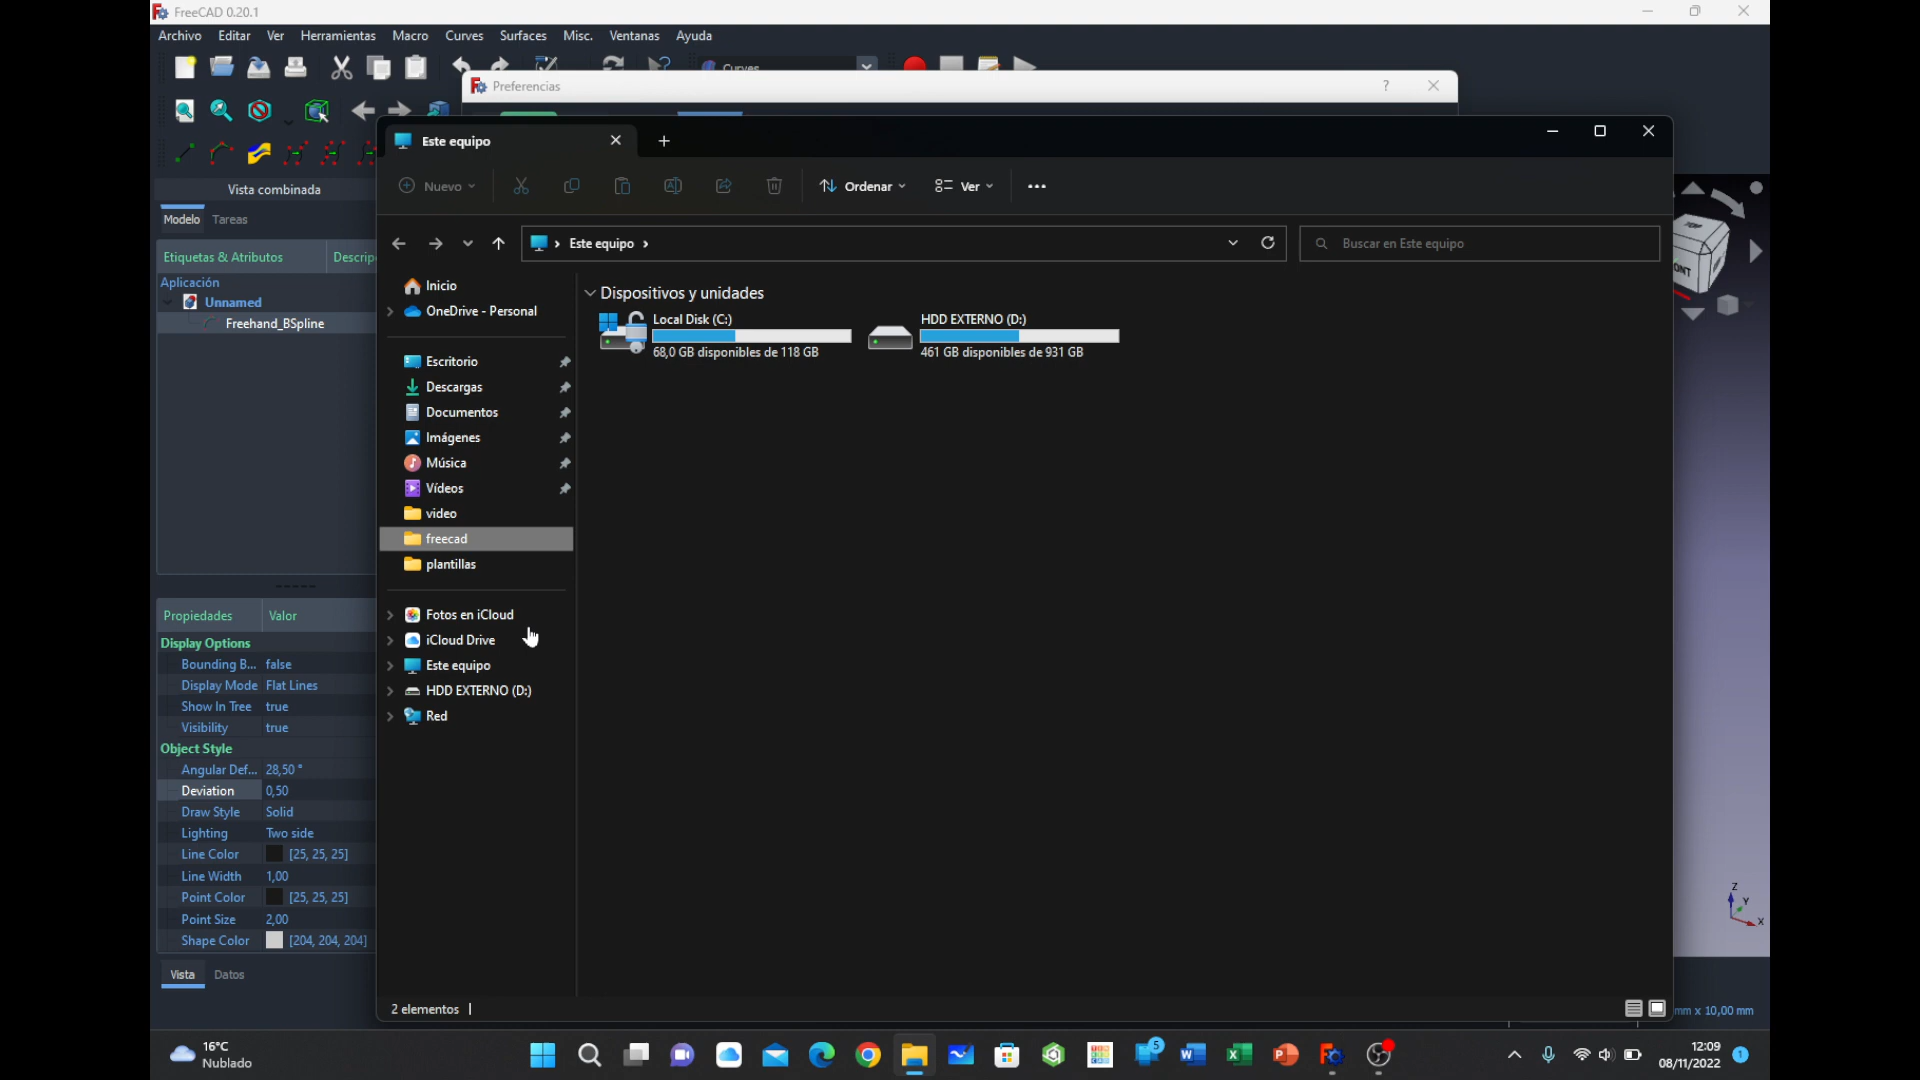 FreeCAD 0.20.1
Archivo Editar Ver Herramientas Macro Curves Surfaces Misc. Ventanas Ayuda
Curves
Preferencias
?
Este equipo
Nuevo
Ordenar
Ver
Vista combinada
Modelo Tareas
Este equipo
Buscar en Este equipo
Etiquetas & Atributos Descrip
Aplicación
Unnamed
Freehand_BSpline
Inicio
OneDrive - Personal
Escritorio
Descargas
Documentos
Imágenes
Música
Vídeos
video
freecad
plantillas
Fotos en iCloud
iCloud Drive
Este equipo
HDD EXTERNO (D:)
Red
Dispositivos y unidades
Local Disk (C:)
68,0 GB disponibles de 118 GB
HDD EXTERNO (D:)
461 GB disponibles de 931 GB
TOP
ONT
Propiedades Valor
Display Options
Bounding B... false
Display Mode Flat Lines
Show In Tree true
Visibility true
Object Style
Angular Def... 28,50 °
Deviation 0,50
Draw Style Solid
Lighting Two side
Line Color [25, 25, 25]
Line Width 1,00
Point Color [25, 25, 25]
Point Size 2,00
Shape Color [204, 204, 204]
Vista Datos
Z
Y
X
2 elementos
mm x 10,00 mm
16°C
Nublado
5
12:09
08/11/2022
1